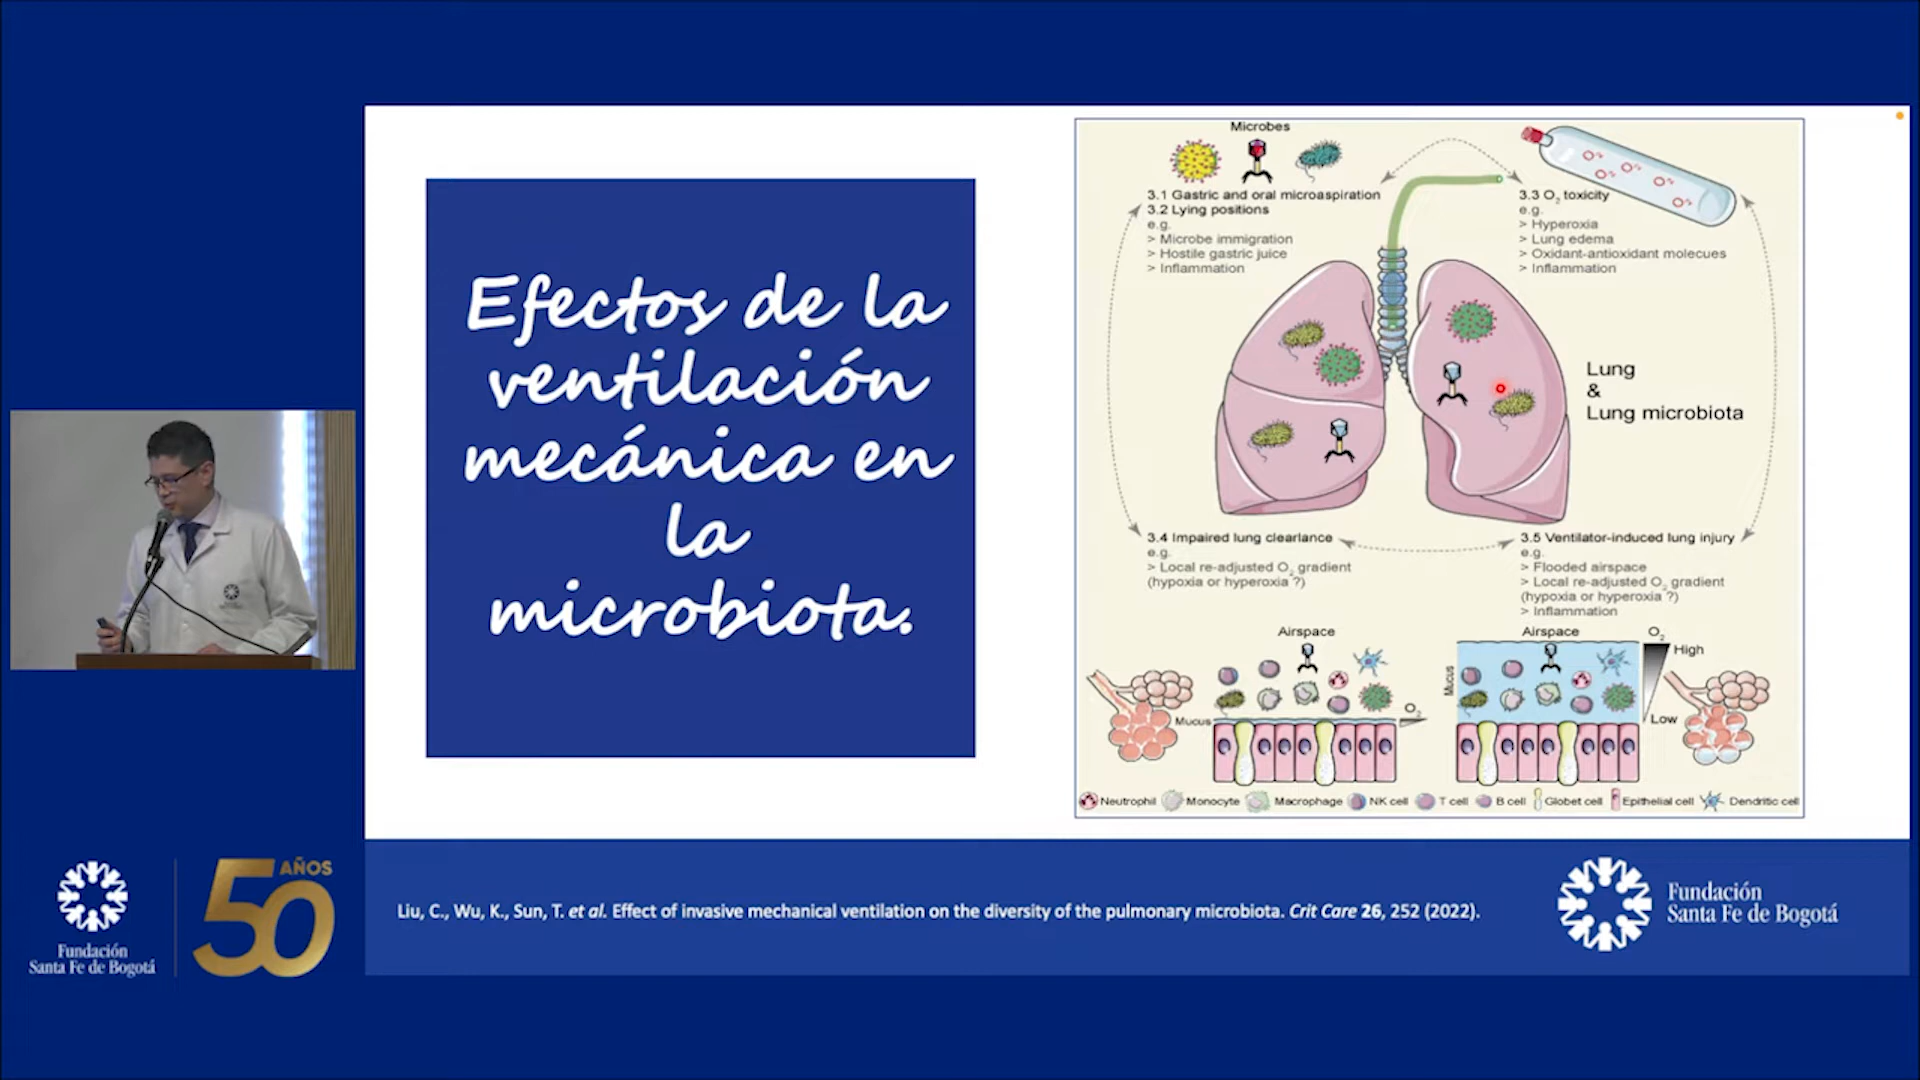 Efectos de la
ventilación
mecánica en
la
microbiota.
Microbes
3.1 Gastric and oral microaspiration
3.2 Lying positions
e.g.
> Microbe immigration
> Hostile gastric juice
> Inflammation
3.3 O₂ toxicity
e.g.
> Hyperoxia
> Lung edema
> Oxidant-antioxidant molecues
> Inflammation
Lung
&
Lung microbiota
3.4 Impaired lung clearlance
e.g.
> Local re-adjusted O₂ gradient
(hypoxia or hyperoxia ?)
3.5 Ventilator-induced lung injury
e.g.
> Flooded airspace
> Local re-adjusted O₂ gradient
(hypoxia or hyperoxia ?)
> Inflammation
Airspace
Mucus
O₂
Airspace
Mucus
O₂
High
Low
Neutrophil Monocyte Macrophage NK cell T cell B cell Globet cell Epithelial cell Dendritic cell
Liu, C., Wu, K., Sun, T. et al. Effect of invasive mechanical ventilation on the diversity of the pulmonary microbiota. Crit Care 26, 252 (2022).
Fundación
Santa Fe de Bogotá
50 AÑOS
Fundación
Santa Fe de Bogotá